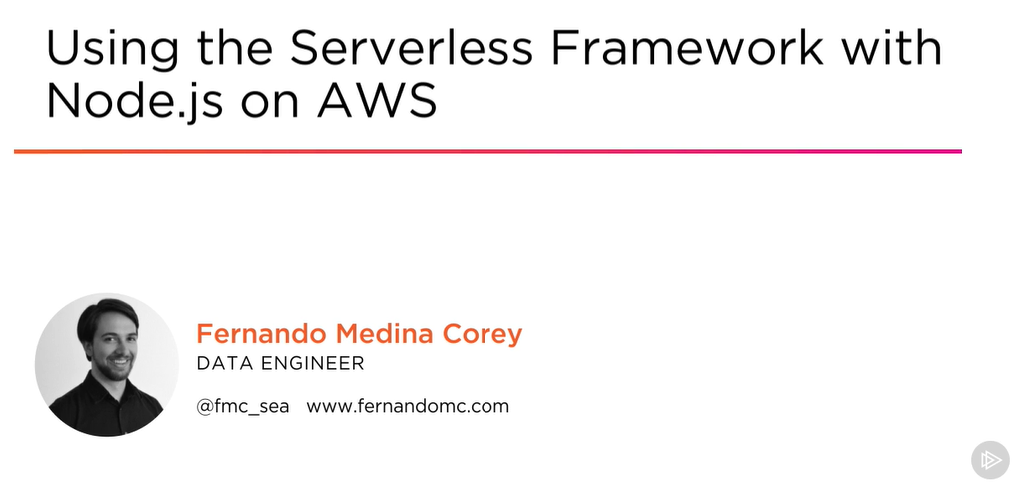 Using the Serverless Framework with
Node.js on AWS
Fernando Medina Corey
DATA ENGINEER
@fmc_sea www.fernandomc.com